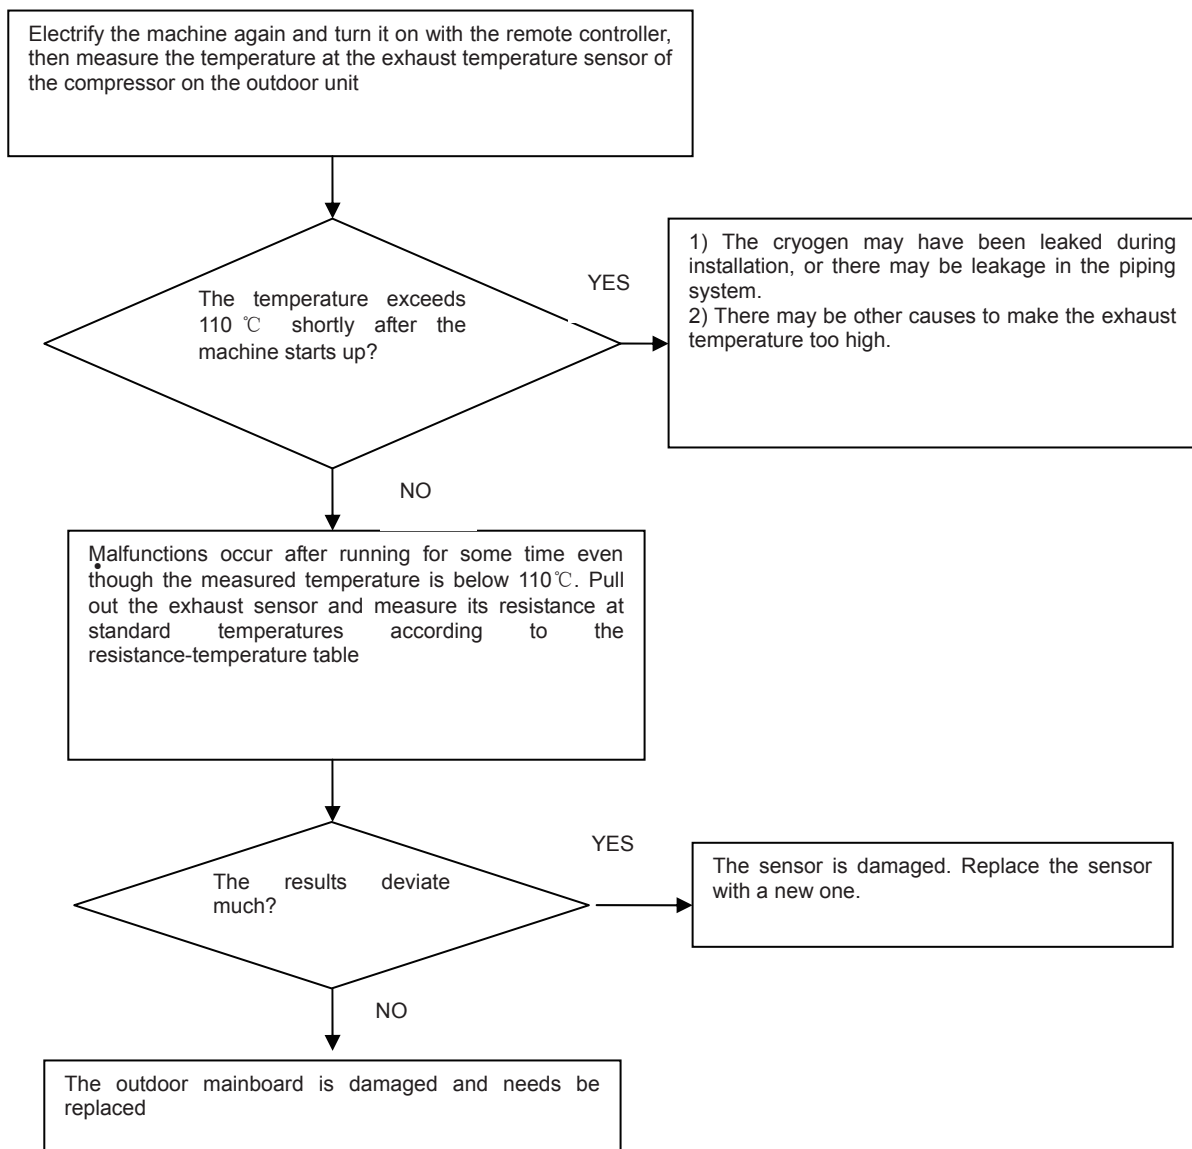 Electrify the machine again and turn it on with the remote controller,
then measure the temperature at the exhaust temperature sensor of
the compressor on the outdoor unit
The temperature exceeds
110 ℃ shortly after the
machine starts up?
YES
1) The cryogen may have been leaked during
installation, or there may be leakage in the piping
system.
2) There may be other causes to make the exhaust
temperature too high.
NO
Malfunctions occur after running for some time even
though the measured temperature is below 110℃. Pull
out the exhaust sensor and measure its resistance at
standard temperatures according to the
resistance-temperature table
The results deviate
much?
YES
The sensor is damaged. Replace the sensor
with a new one.
NO
The outdoor mainboard is damaged and needs be
replaced